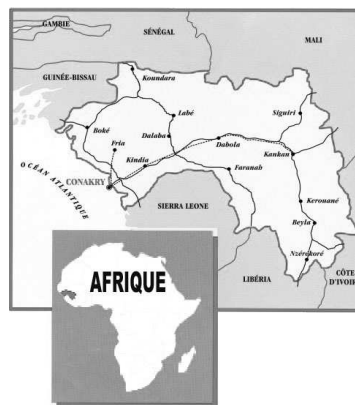 GAMBIE
SÉNÉGAL
MALI
GUINÉE-BISSAU
Koundara
Labé
Siguiri
Boké
Fria
Dalaba
Dabola
Kankan
Kindia
Faranah
CONAKRY
OCÉAN ATLANTIQUE
SIERRA LEONE
Kerouané
Beyla
Nzérékoré
LIBÉRIA
CÔTE
D'IVOIRE
AFRIQUE